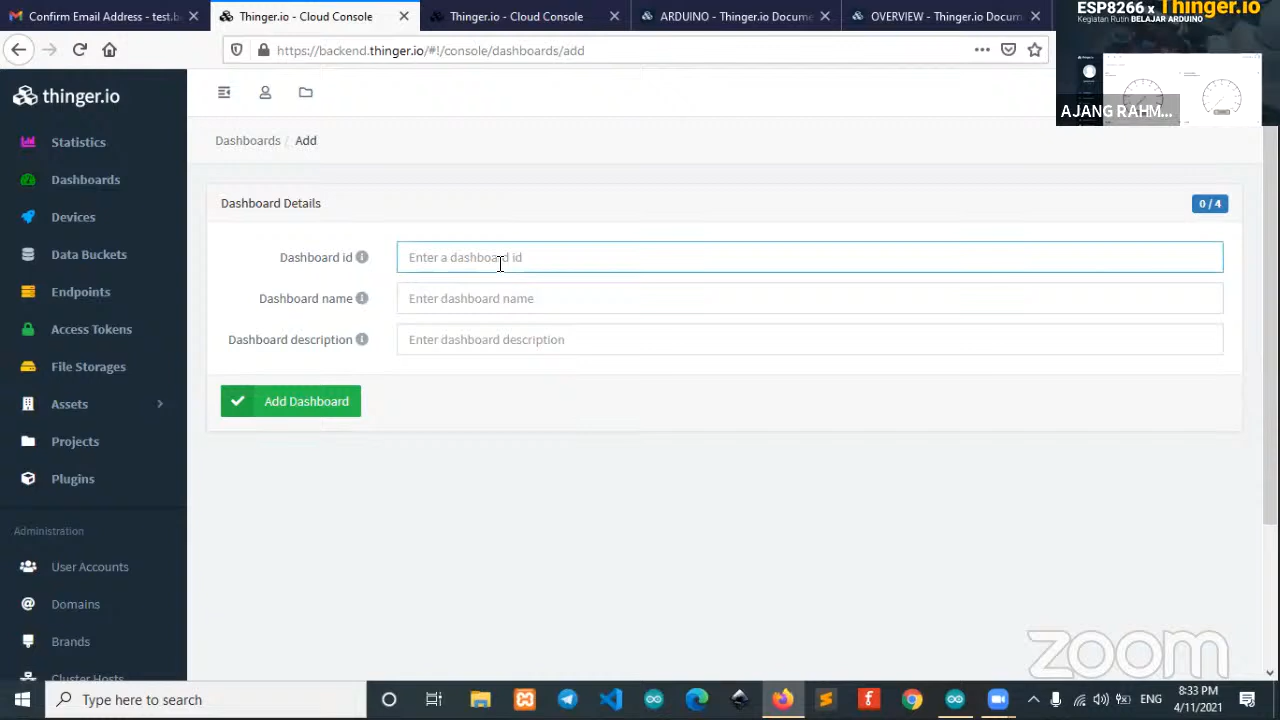 Confirm Email Address - test.b
Thinger.io - Cloud Console
Thinger.io - Cloud Console
ARDUINO - Thinger.io Docume
OVERVIEW - Thinger.io Docum
ESP8266 x Thinger.io
Kegiatan Rutin BELAJAR ARDUINO
https://backend.thinger.io/#!/console/dashboards/add
AJANG RAHM...
thinger.io
Statistics
Dashboards
Devices
Data Buckets
Endpoints
Access Tokens
File Storages
Assets
Projects
Plugins
Administration
User Accounts
Domains
Brands
Cluster Hosts
Dashboards / Add
Dashboard Details
0 / 4
Dashboard id
Enter a dashboard id
Dashboard name
Enter dashboard name
Dashboard description
Enter dashboard description
Add Dashboard
zoom
Type here to search
ENG
8:33 PM
4/11/2021